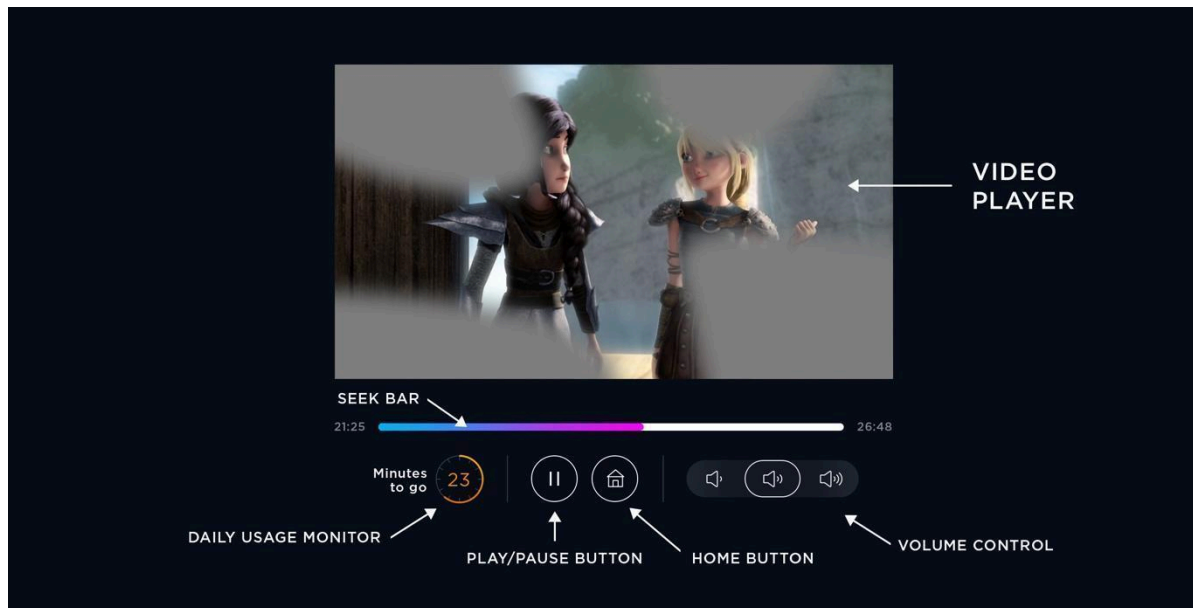 VIDEO
PLAYER
SEEK BAR
21:25
26:48
Minutes
to go
23
DAILY USAGE MONITOR
PLAY/PAUSE BUTTON
HOME BUTTON
VOLUME CONTROL